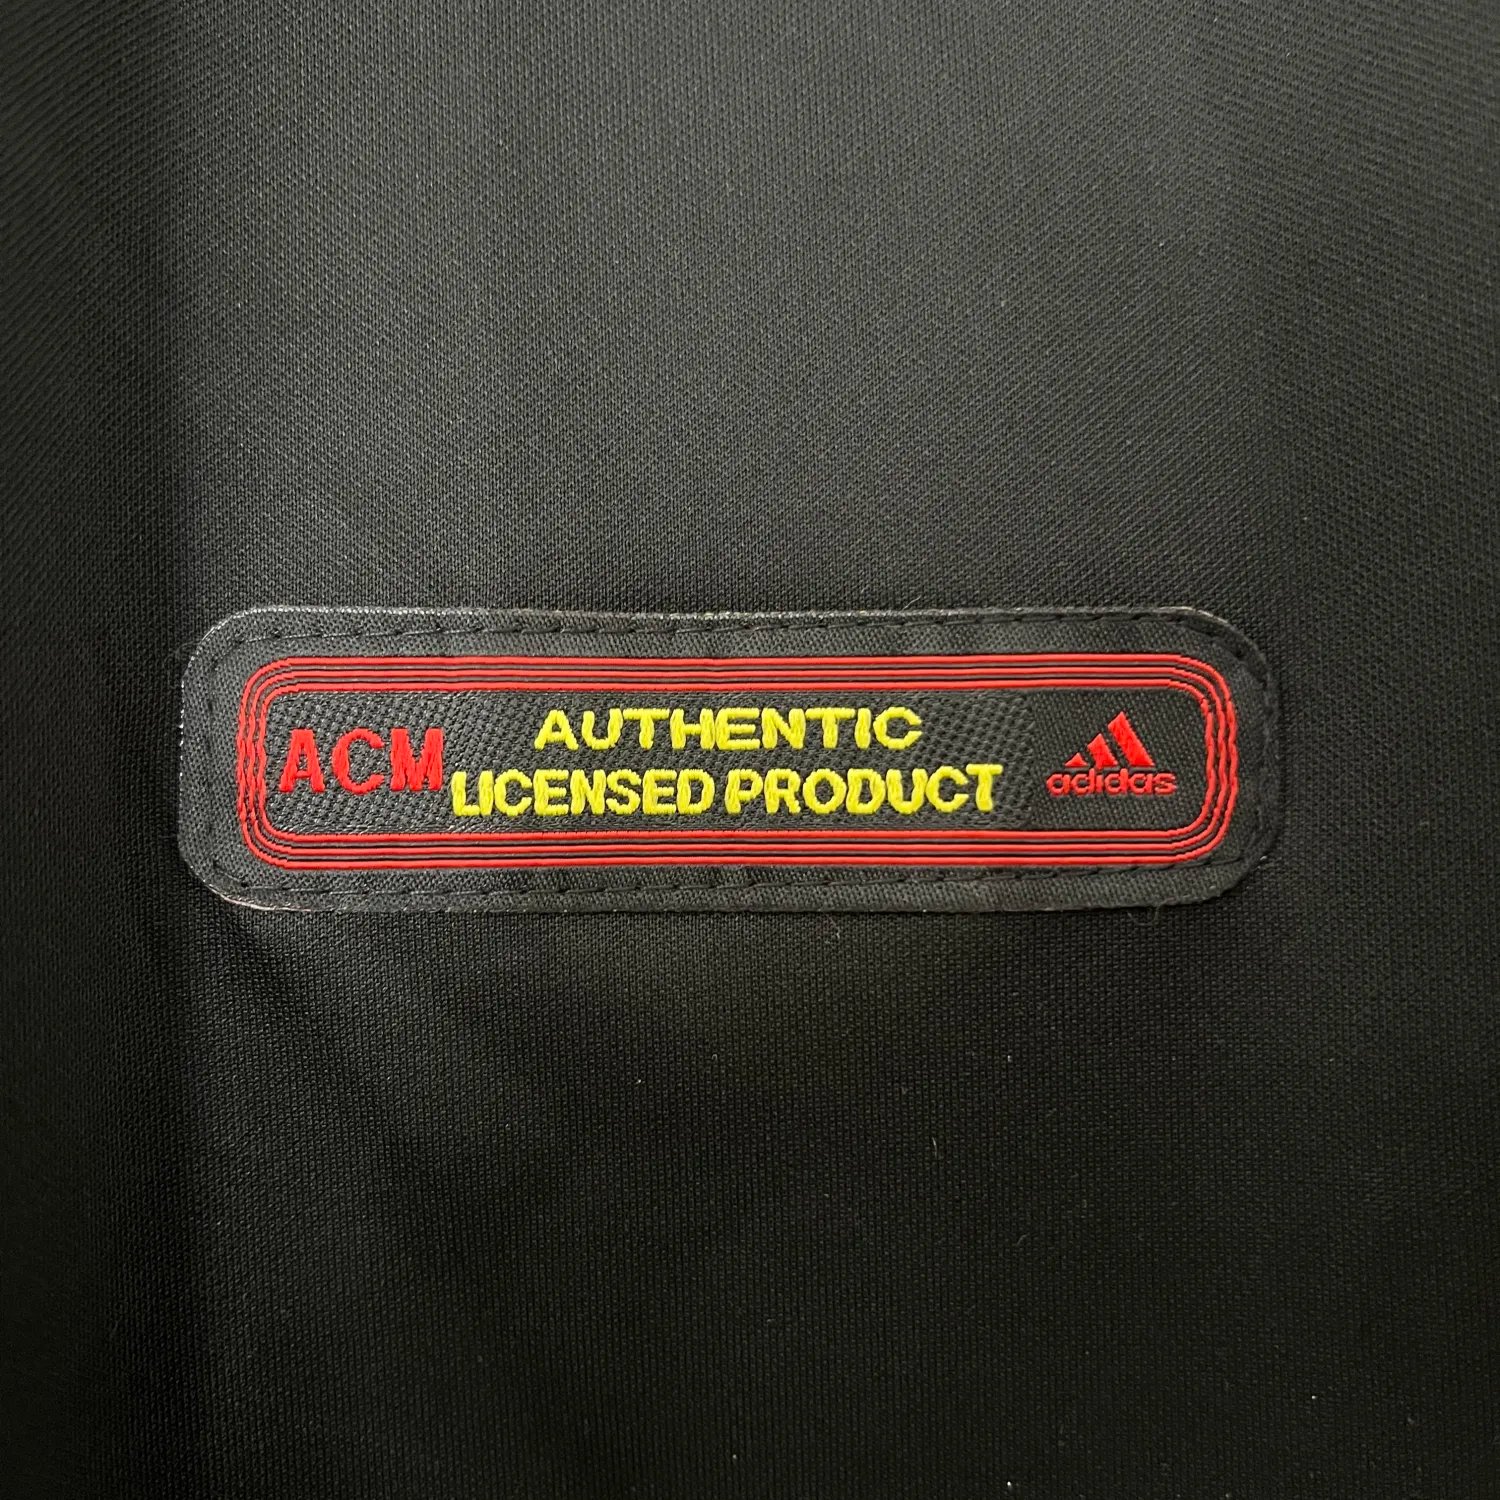 ACM
AUTHENTIC
LICENSED PRODUCT
adidas